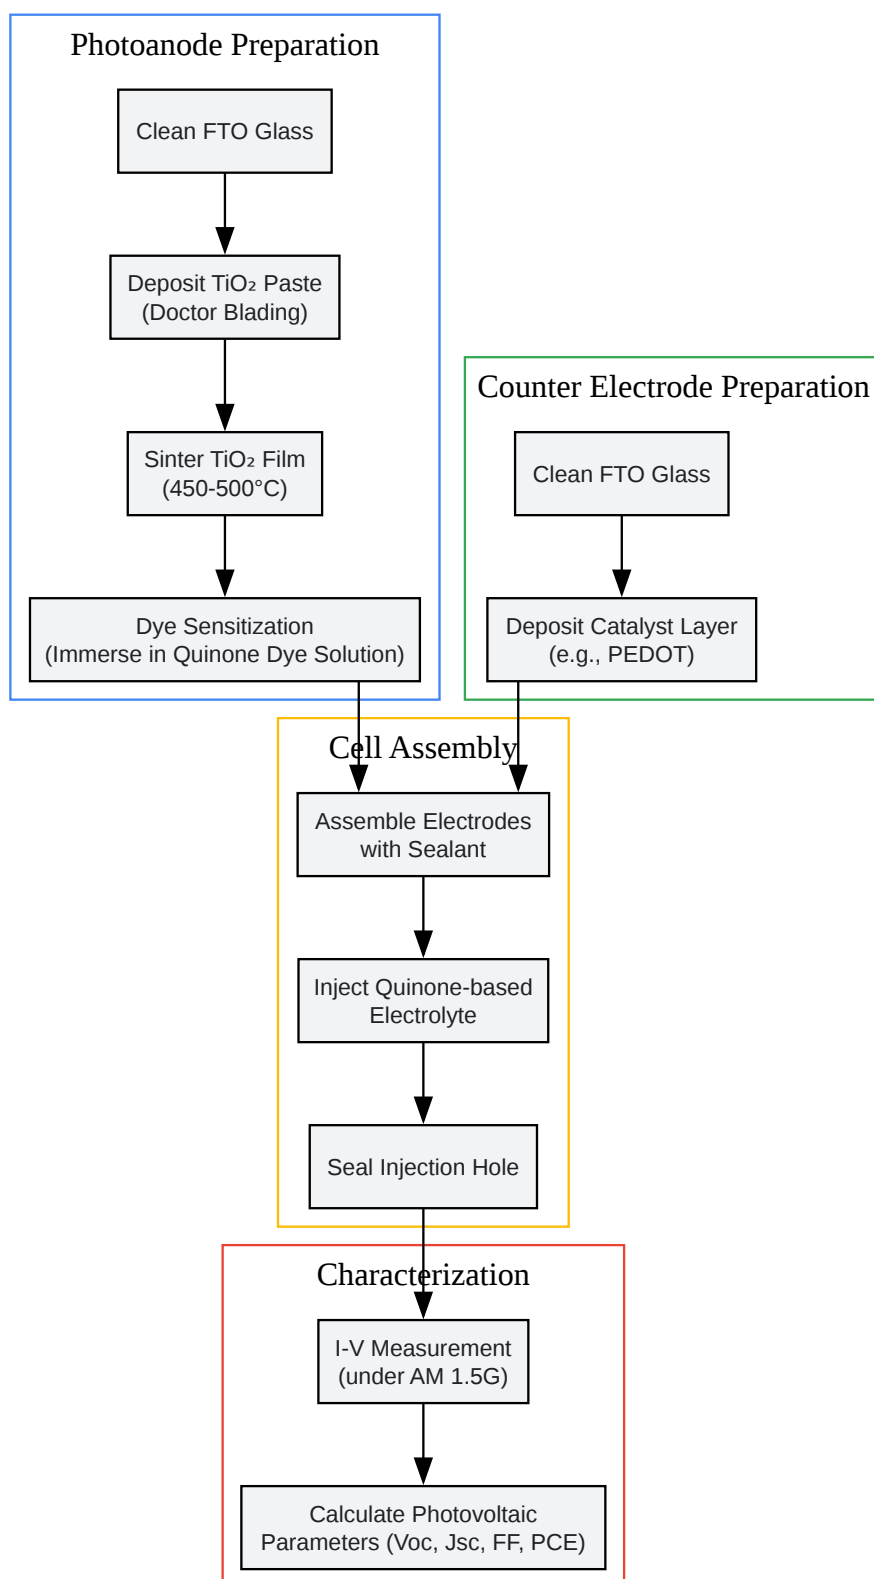 Photoanode Preparation
Clean FTO Glass
Deposit TiO₂ Paste
(Doctor Blading)
Sinter TiO₂ Film
(450-500°C)
Dye Sensitization
(Immerse in Quinone Dye Solution)
Counter Electrode Preparation
Clean FTO Glass
Deposit Catalyst Layer
(e.g., PEDOT)
Cell Assembly
Assemble Electrodes
with Sealant
Inject Quinone-based
Electrolyte
Seal Injection Hole
Characterization
I-V Measurement
(under AM 1.5G)
Calculate Photovoltaic
Parameters (Voc, Jsc, FF, PCE)